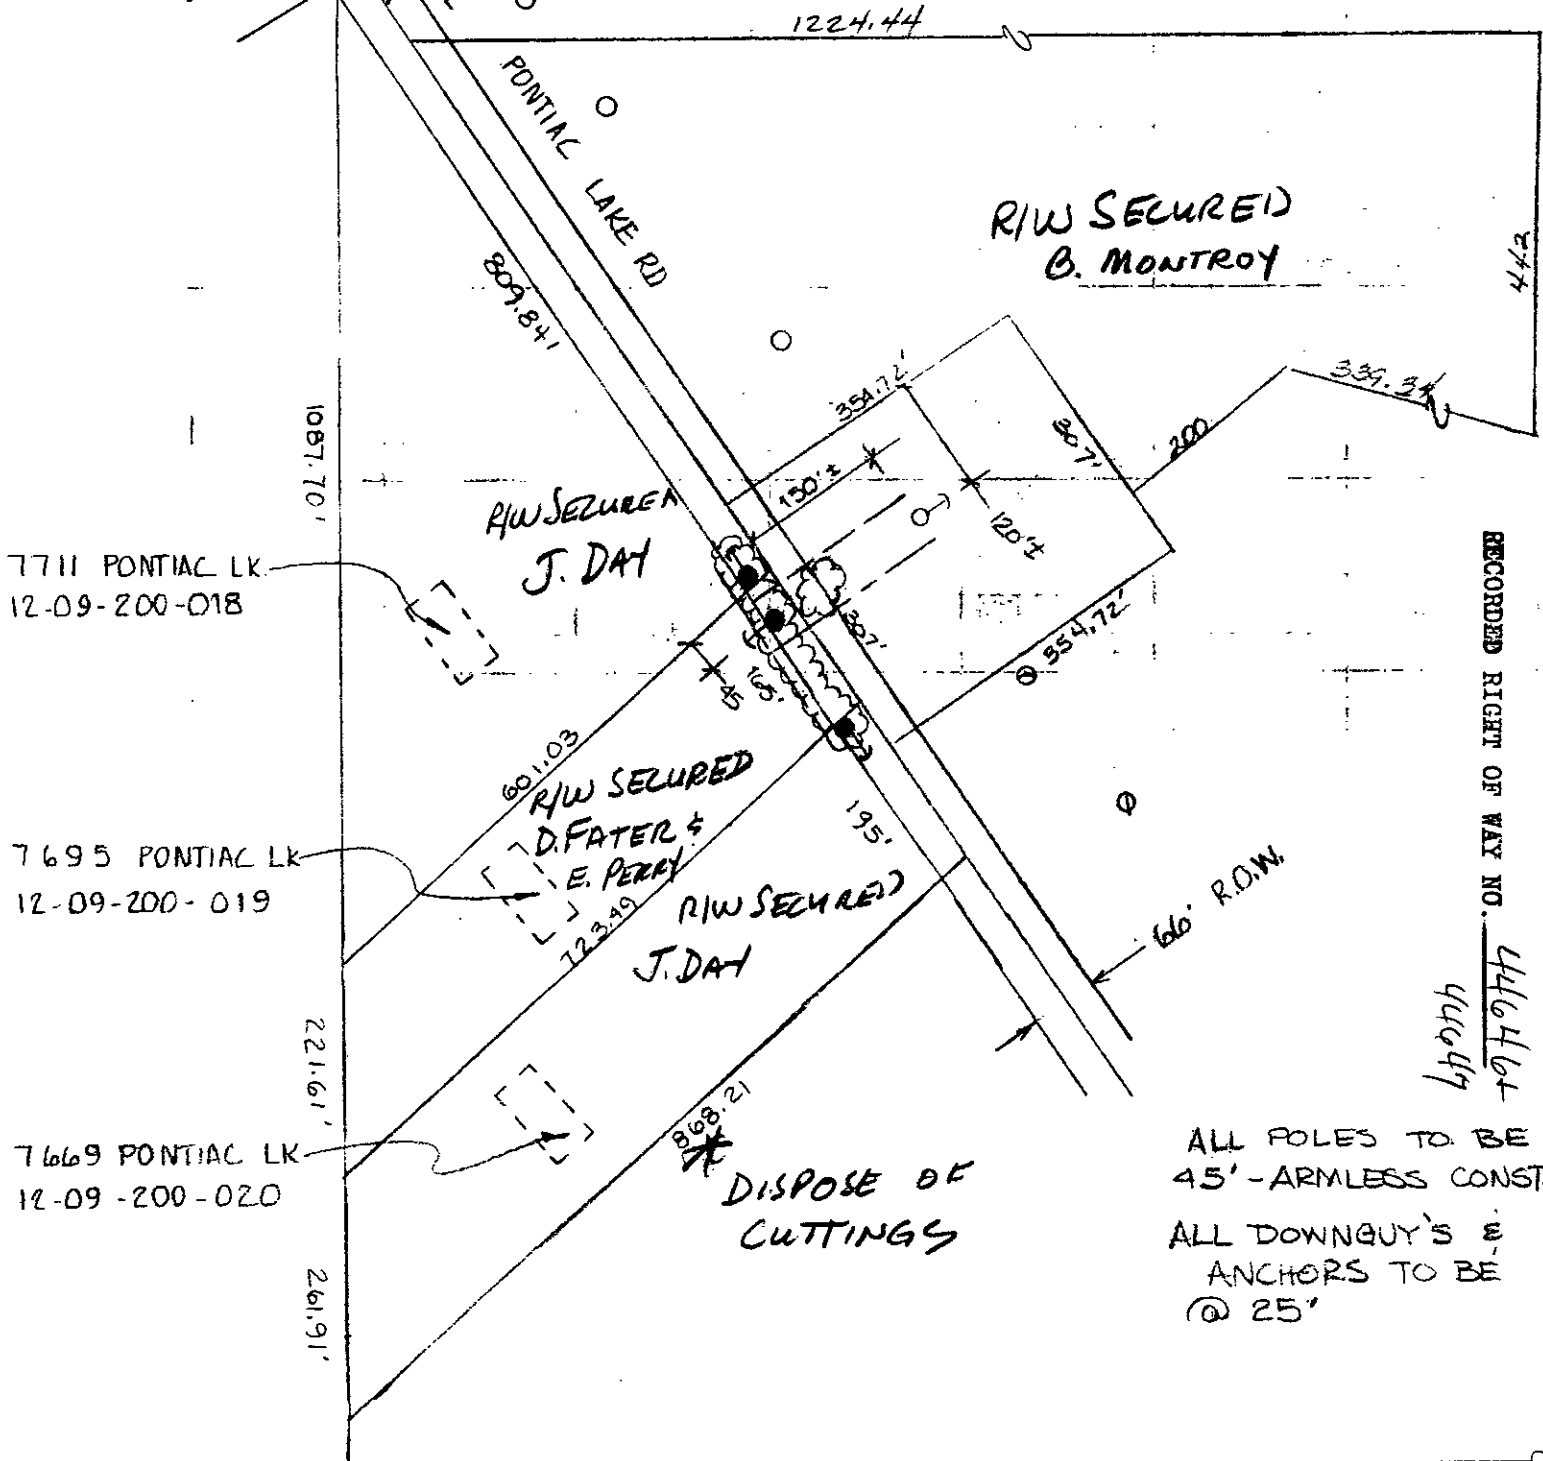 1224.44
PONTIAC LAKE RD
R/W SECURED
B. MONTROY
442
809.84'
339.34
354.72'
307'
200
1087.70'
150'±
120'±
R/W SECURED
J. DAY
7711 PONTIAC LK.
12-09-200-018
307'
354.72'
45
165'
601.03
R/W SECURED
D. FATER &
E. PERRY
195'
7695 PONTIAC LK
12-09-200-019
723.49
R/W SECURED
J. DAY
66' R.O.W.
RECORDED RIGHT OF WAY NO. 44646+
44647
221.61'
868.21
7669 PONTIAC LK
12-09-200-020
DISPOSE OF
CUTTINGS
ALL POLES TO BE
45'-ARMLESS CONST.
ALL DOWNGUY'S &
ANCHORS TO BE
@ 25'
261.91'